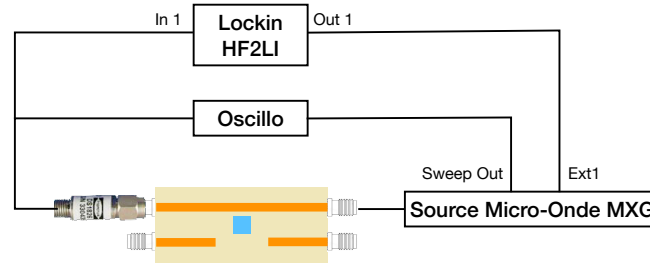 In 1
Lockin
HF2LI
Out 1
Oscillo
Sweep Out
Ext1
Source Micro-Onde MXG